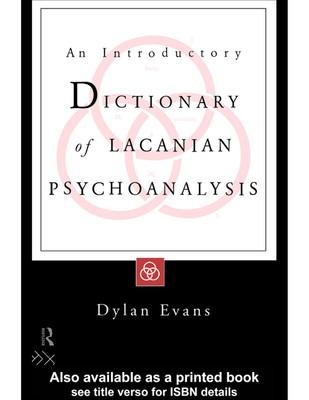 An Introductory
DICTIONARY
of LACANIAN
PSYCHOANALYSIS
Dylan Evans
R
Also available as a printed book
see title verso for ISBN details